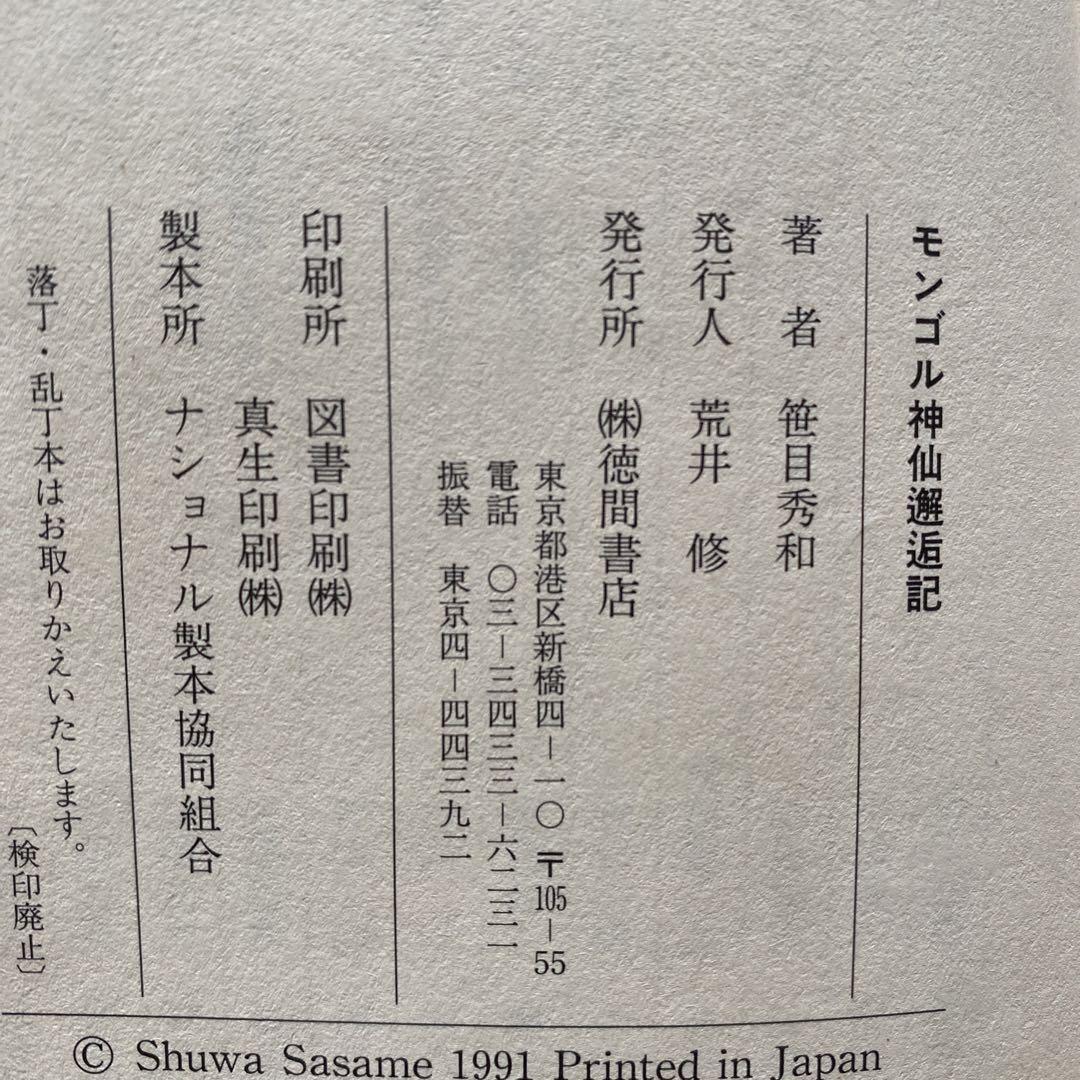 モンゴル神仙邂逅記
著者 笹目秀和
発行人 荒井 修
発行所 ㈱徳間書店
東京都港区新橋四－一〇 〒105－55
電話 〇三－三四三三－六二三一
振替 東京四－四四三九二
印刷所 図書印刷㈱
真生印刷㈱
製本所 ナショナル製本協同組合
落丁・乱丁本はお取りかえいたします。
〔検印廃止〕
© Shuwa Sasame 1991 Printed in Japan